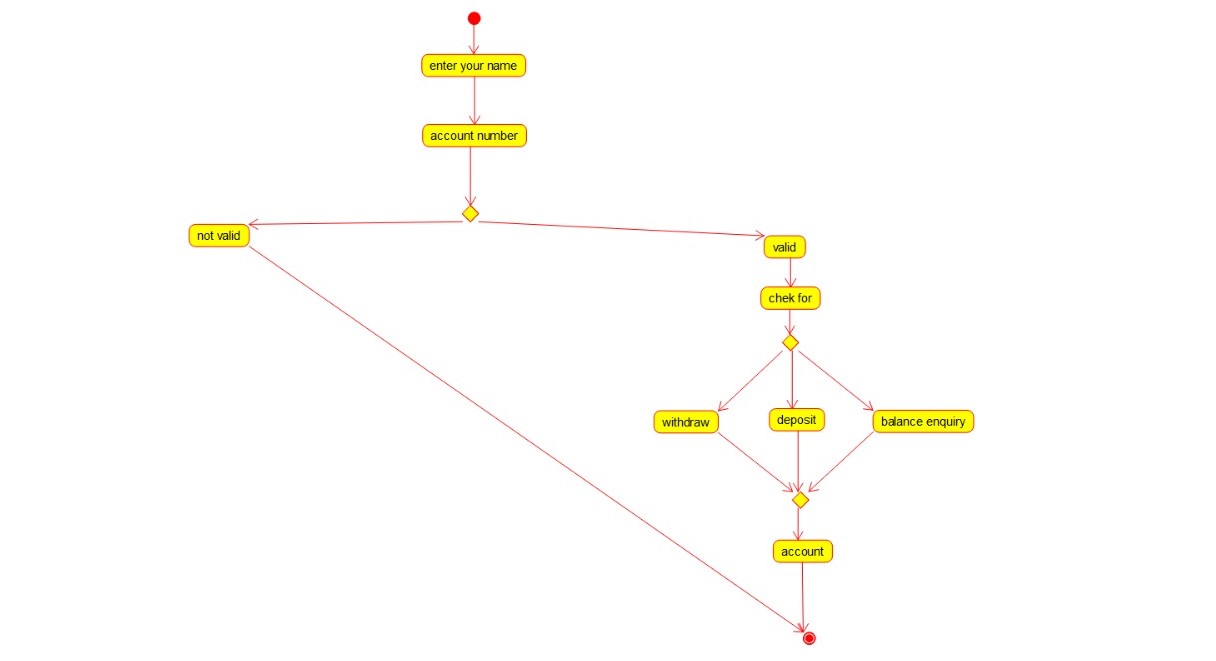 enter your name
account number
not valid
valid
chek for
withdraw
deposit
balance enquiry
account